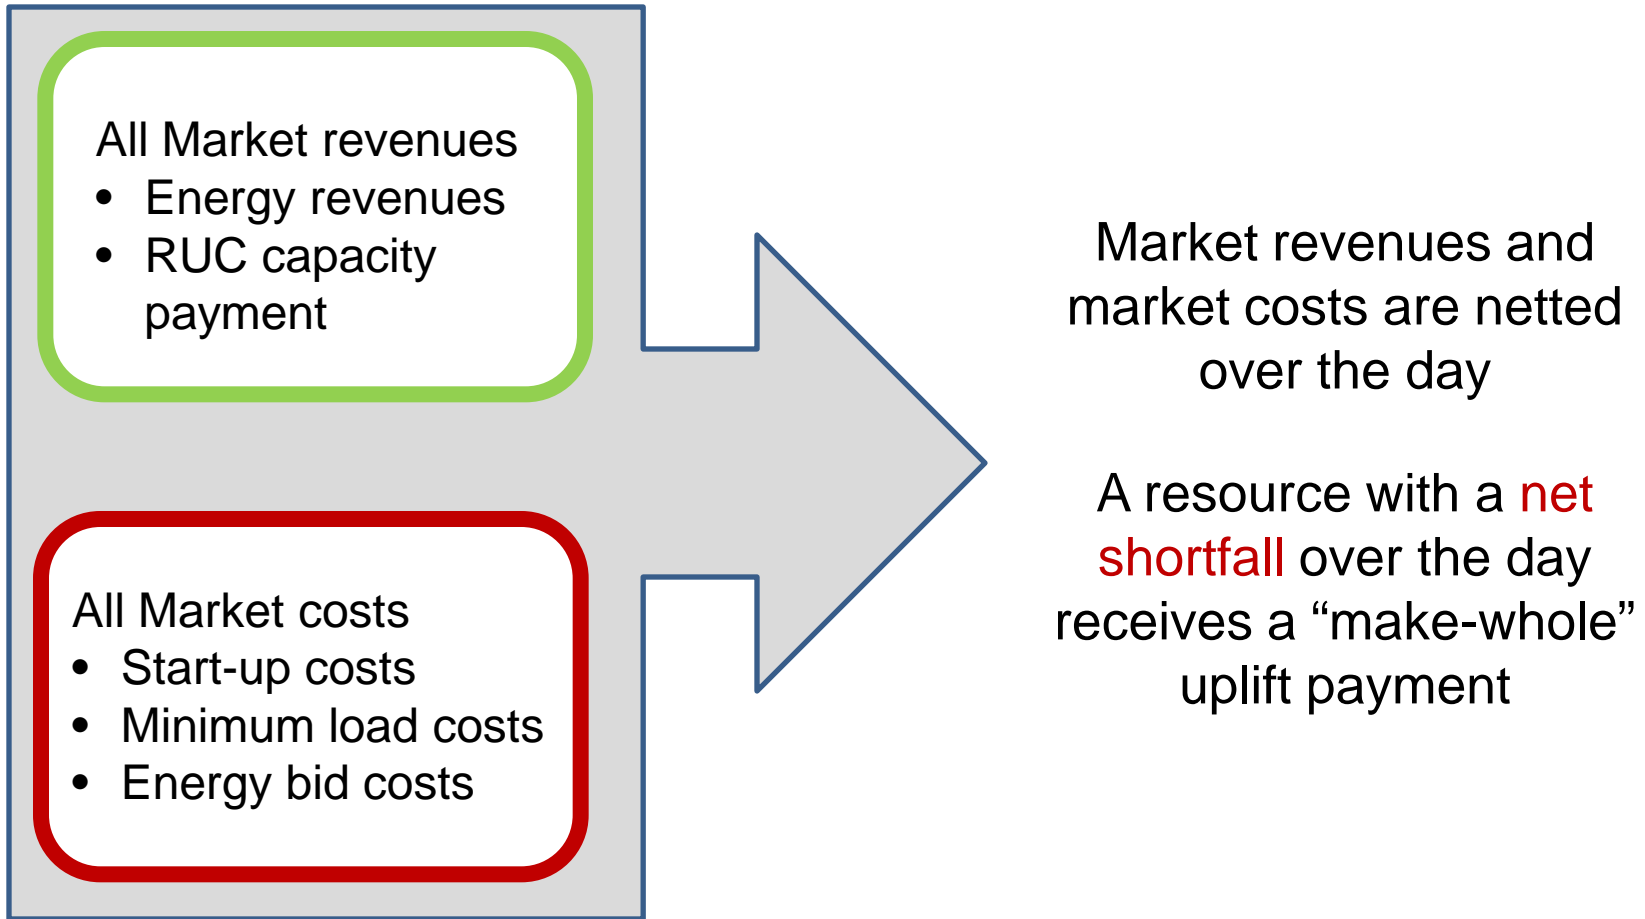 All Market revenues
• Energy revenues
• RUC capacity
payment
All Market costs
• Start-up costs
• Minimum load costs
• Energy bid costs
Market revenues and
market costs are netted
over the day
A resource with a net
shortfall over the day
receives a “make-whole”
uplift payment